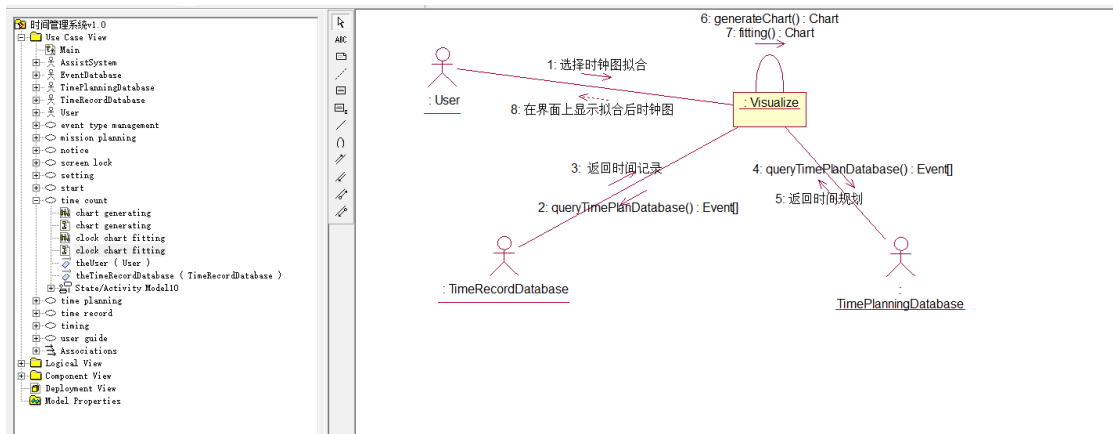 时间管理系统v1.0
Use Case View
Main
AssistSystem
EventDatabase
TimePlanningDatabase
TimeRecordDatabase
User
event type management
mission planning
notice
screen lock
setting
start
time count
chart generating
chart generating
clock chart fitting
clock chart fitting
theUser ( User )
theTimeRecordDatabase ( TimeRecordDatabase )
State/Activity Model10
time planning
time record
timing
user guide
Associations
Logical View
Component View
Deployment View
Model Properties
ABC
6: generateChart() : Chart
7: fitting() : Chart
1: 选择时钟图拟合
: User
: Visualize
8: 在界面上显示拟合后时钟图
3: 返回时间记录
4: queryTimePlanDatabase() : Event[]
2: queryTimePlanDatabase() : Event[]
5: 返回时间规划
: TimeRecordDatabase
:
TimePlanningDatabase